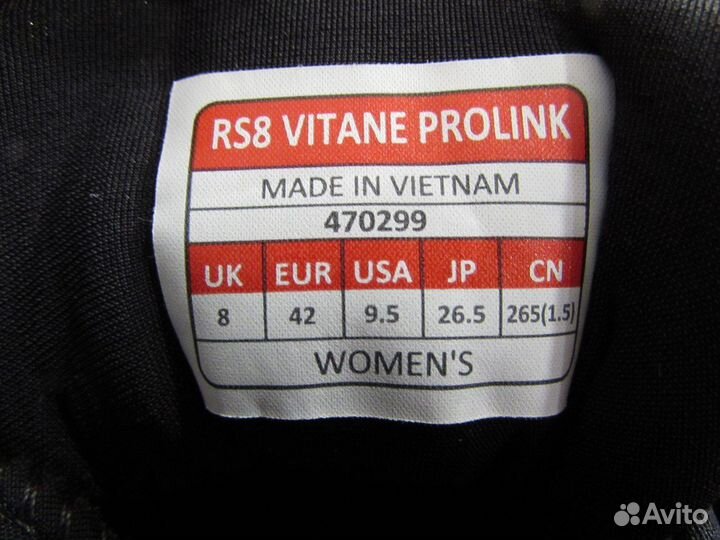 RS8 VITANE PROLINK
MADE IN VIETNAM
470299
UK EUR USA JP CN
8 42 9.5 26.5 265(1.5)
WOMEN'S
Avito